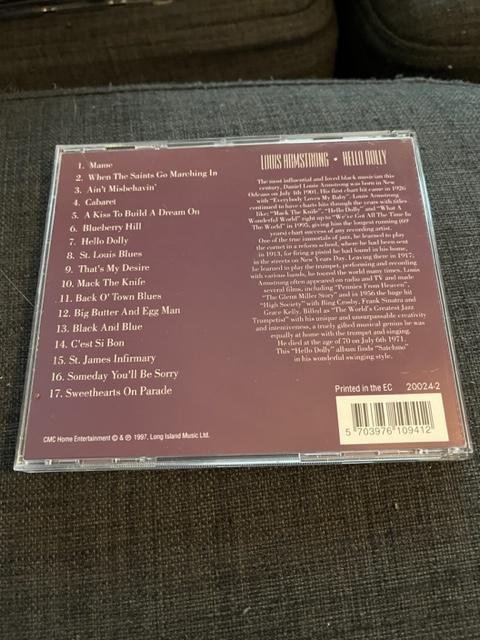 1. Mame
2. When The Saints Go Marching In
3. Ain't Misbehavin'
4. Cabaret
5. A Kiss To Build A Dream On
6. Blueberry Hill
7. Hello Dolly
8. St. Louis Blues
9. That's My Desire
10. Mack The Knife
11. Back O' Town Blues
12. Big Butter And Egg Man
13. Black And Blue
14. C'est Si Bon
15. St. James Infirmary
16. Someday You'll Be Sorry
17. Sweethearts On Parade
CMC Home Entertainment © & ℗ 1997, Long Island Music Ltd.
LOUIS ARMSTRONG • HELLO DOLLY
The most influential and loved black musician this
century, Daniel Louis Armstrong was born in New
Orleans on July 4th 1901. His first chart hit came in 1926
with "Everybody Loves My Baby". Louis Armstrong
continued to have charts hits through the years with titles
like; "Mack The Knife", "Hello Dolly" and "What A
Wonderful World" right up to "We've Got All The Time In
The World" in 1995, giving him the longest running (69
years) chart success of any recording artist.
One of the true immortals of jazz, he learned to play
the cornet in a reform school, where he had been sent
in 1913, for firing a pistol he had found in his home,
in the streets on New Years Day. Leaving there in 1917,
he learned to play the trumpet, performing and recording
with various bands, he toured the world many times. Louis
Armstrong often appeared on radio and TV and made
several films, including "Pennies From Heaven",
"The Glenn Miller Story" and in 1956 the huge hit
"High Society" with Bing Crosby, Frank Sinatra and
Grace Kelly. Billed as "The World's Greatest Jazz
Trumpetist" with his unique and unsurpassable creativity
and intentiveness, a truely gifted musical genius he was
equally at home with the trumpet and singing.
He died at the age of 70 on July 6th 1971.
This "Hello Dolly" album finds "Satchmo"
in his wonderful swinging style.
Printed in the EC 20024-2
5 703976 109412